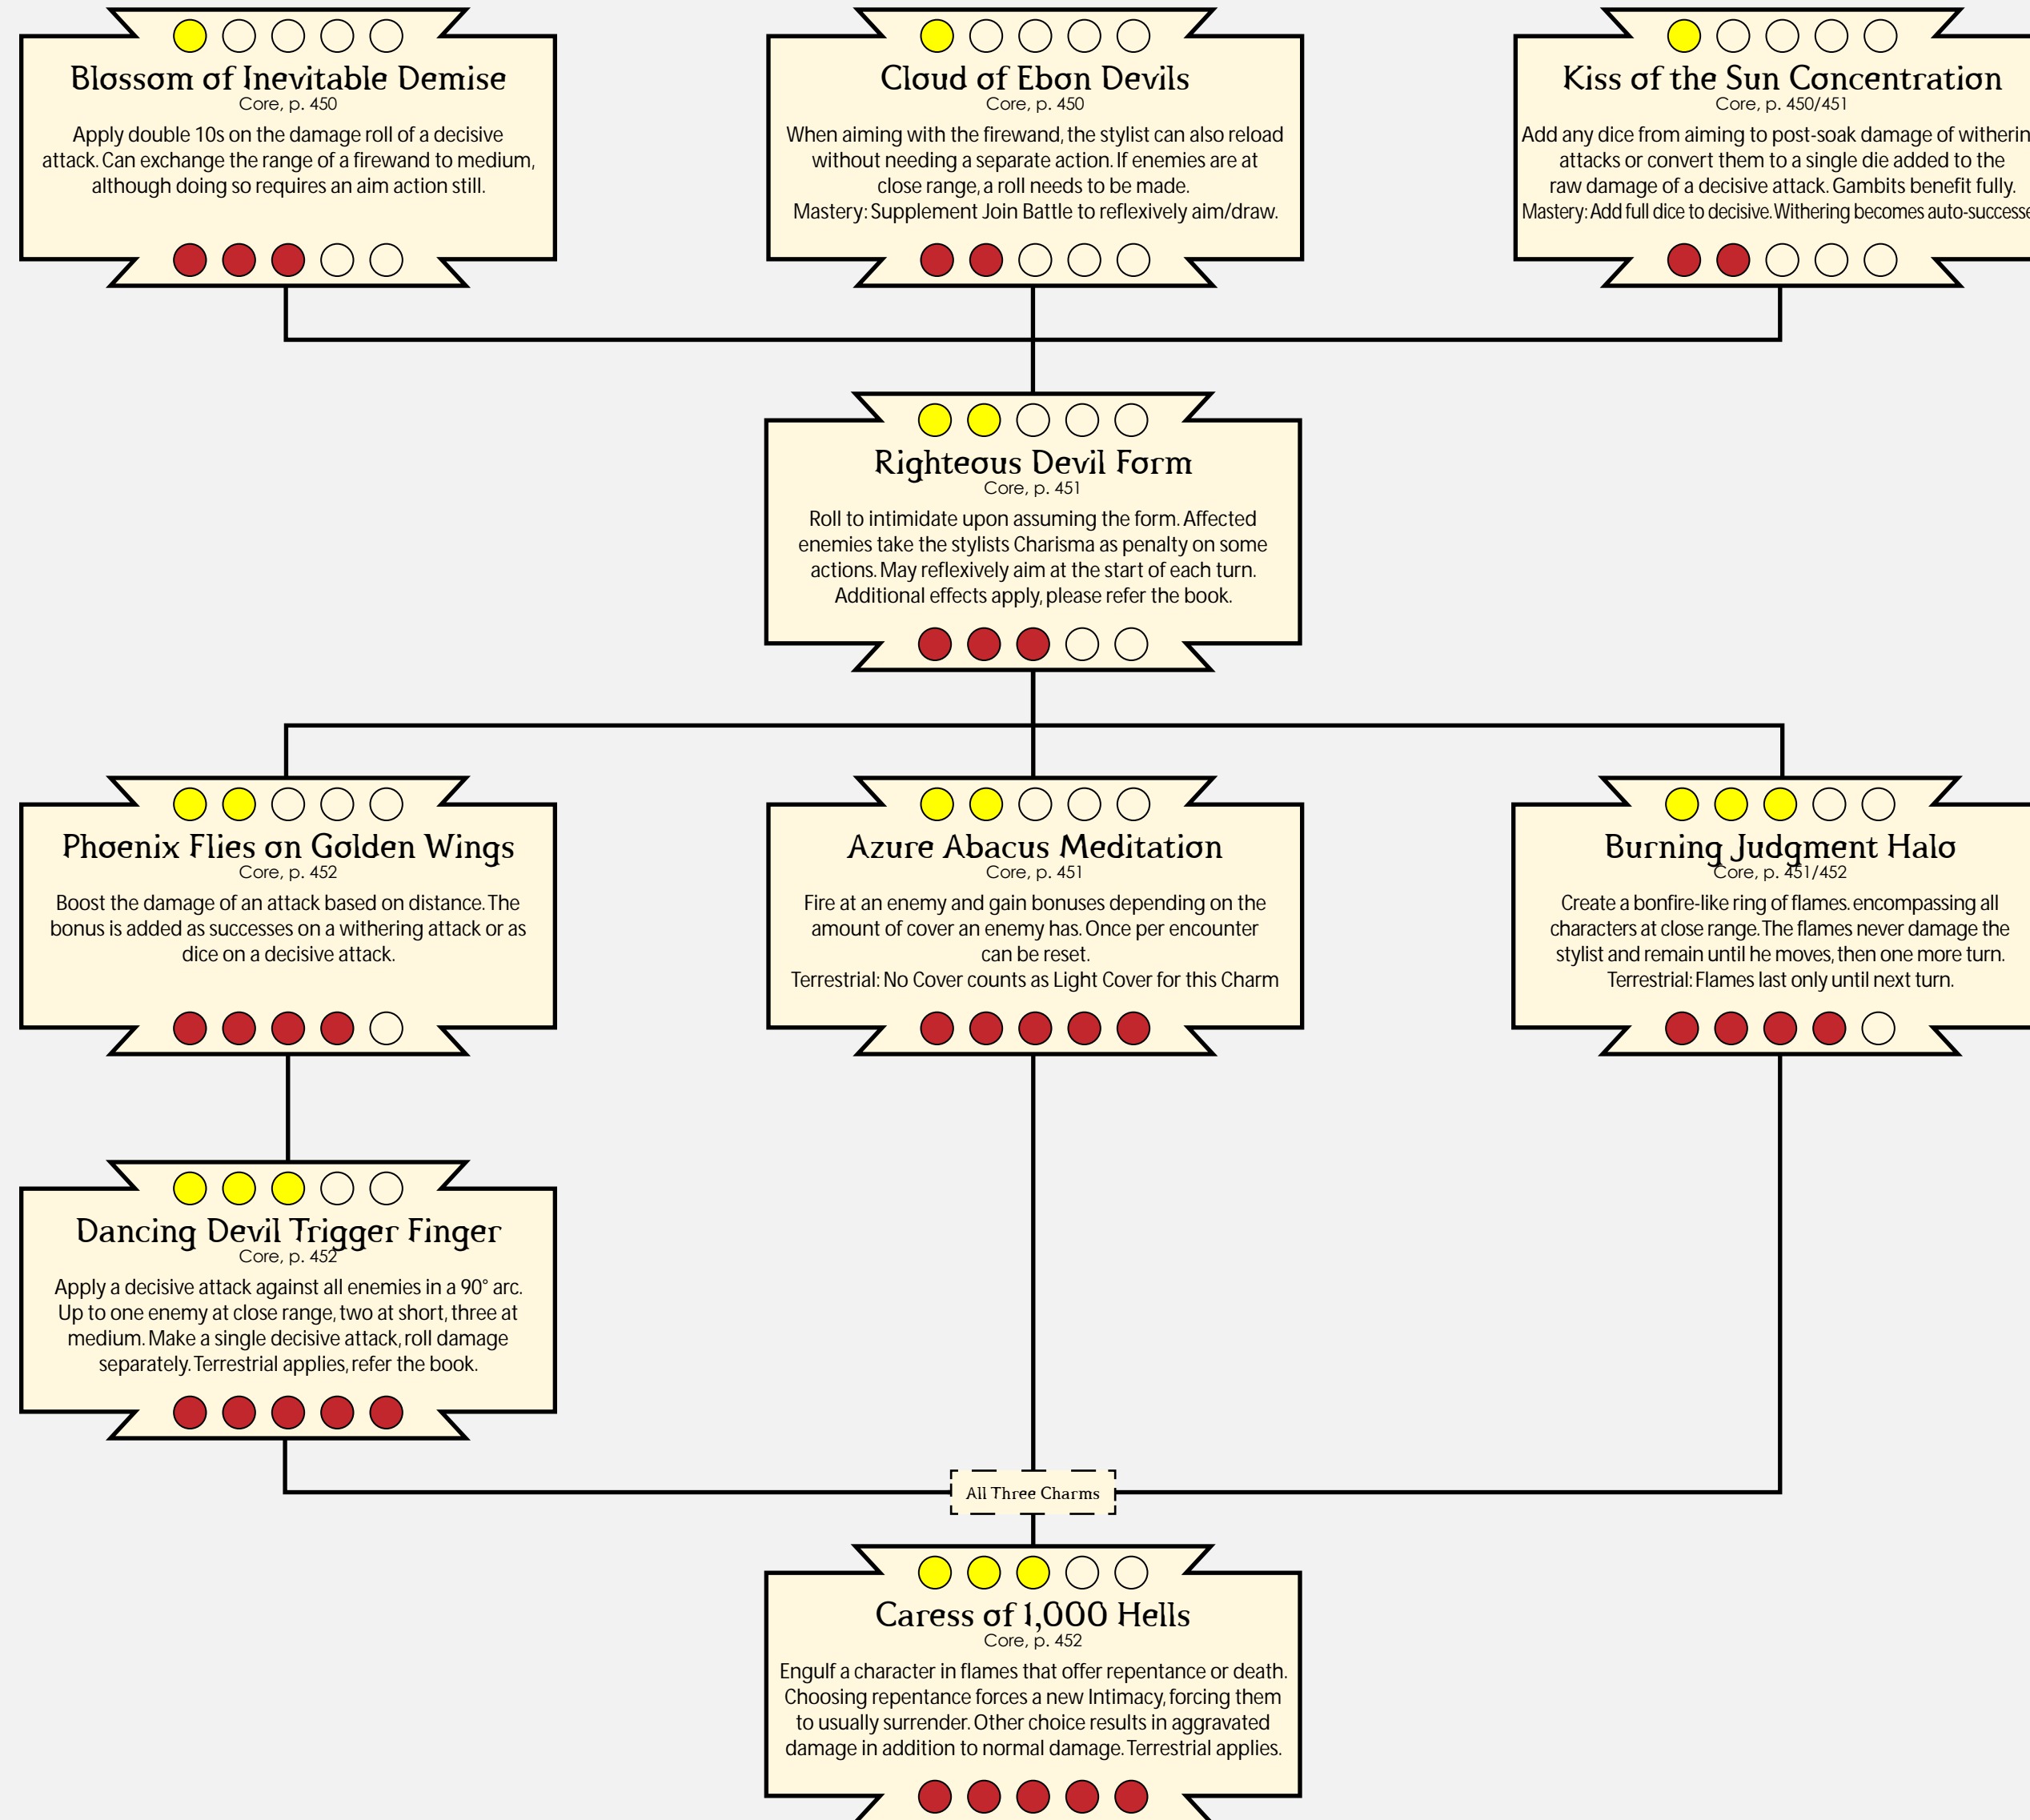 Blossom of Inevitable Demise
Core, p. 450
Apply double 10s on the damage roll of a decisive
attack. Can exchange the range of a firewand to medium,
although doing so requires an aim action still.
Cloud of Ebon Devils
Core, p. 450
When aiming with the firewand, the stylist can also reload
without needing a separate action. If enemies are at
close range, a roll needs to be made.
Mastery: Supplement Join Battle to reflexively aim/draw.
Kiss of the Sun Concentration
Core, p. 450/451
Add any dice from aiming to post-soak damage of witherin
attacks or convert them to a single die added to the
raw damage of a decisive attack. Gambits benefit fully.
Mastery: Add full dice to decisive. Withering becomes auto-successe
Righteous Devil Form
Core, p. 451
Roll to intimidate upon assuming the form. Affected
enemies take the stylists Charisma as penalty on some
actions. May reflexively aim at the start of each turn.
Additional effects apply, please refer the book.
Phoenix Flies on Golden Wings
Core, p. 452
Boost the damage of an attack based on distance. The
bonus is added as successes on a withering attack or as
dice on a decisive attack.
Azure Abacus Meditation
Core, p. 451
Fire at an enemy and gain bonuses depending on the
amount of cover an enemy has. Once per encounter
can be reset.
Terrestrial: No Cover counts as Light Cover for this Charm
Burning Judgment Halo
Core, p. 451/452
Create a bonfire-like ring of flames. encompassing all
characters at close range. The flames never damage the
stylist and remain until he moves, then one more turn.
Terrestrial: Flames last only until next turn.
Dancing Devil Trigger Finger
Core, p. 452
Apply a decisive attack against all enemies in a 90° arc.
Up to one enemy at close range, two at short, three at
medium. Make a single decisive attack, roll damage
separately. Terrestrial applies, refer the book.
All Three Charms
Caress of 1,000 Hells
Core, p. 452
Engulf a character in flames that offer repentance or death.
Choosing repentance forces a new Intimacy, forcing them
to usually surrender. Other choice results in aggravated
damage in addition to normal damage. Terrestrial applies.